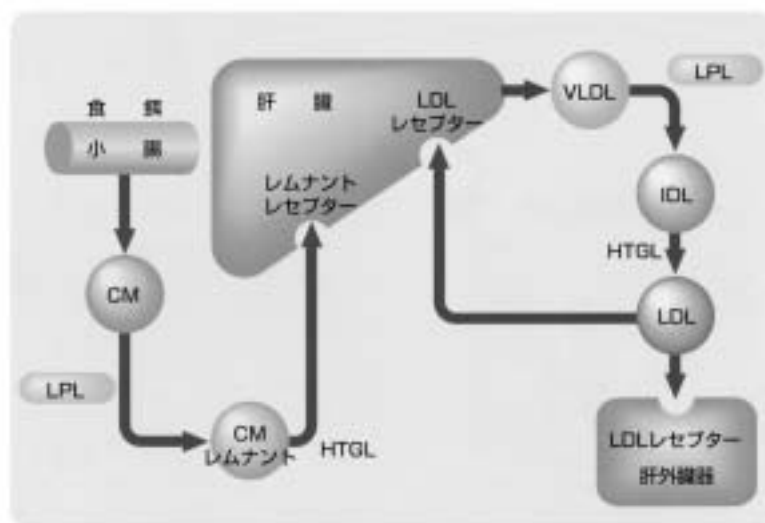 食餌
小腸
CM
LPL
CM
レムナント
HTGL
肝臓
レムナント
レセプター
LDL
レセプター
VLDL
LPL
IDL
HTGL
LDL
LDLレセプター
肝外臓器